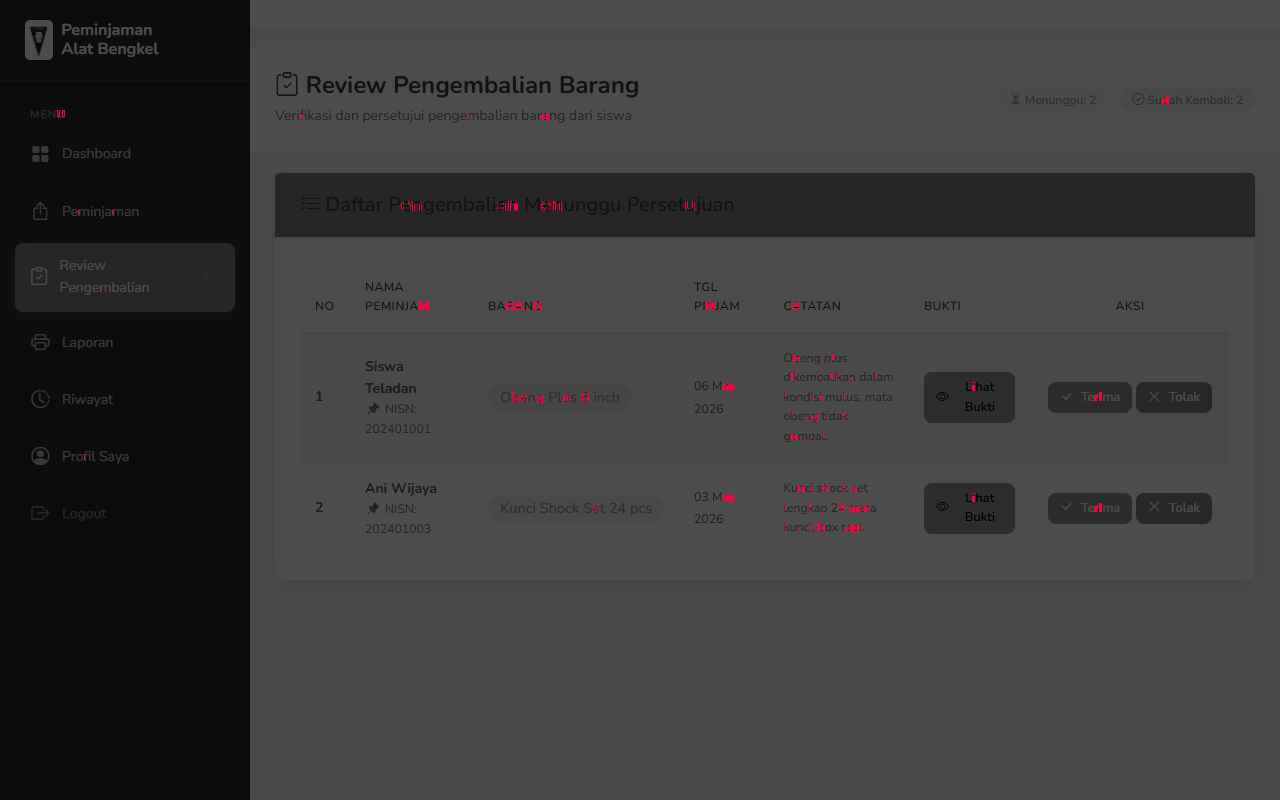 Peminjaman
Alat Bengkel
MENU
Dashboard
Peminjaman
Review
Pengembalian
Laporan
Riwayat
Profil Saya
Logout
Review Pengembalian Barang
Verifikasi dan persetujui pengembalian barang dari siswa
Menunggu: 2
Sudah Kembali: 2
Daftar Pengembalian Menunggu Persetujuan
NO
NAMA
PEMINJAM
BARANG
TGL
PINJAM
CATATAN
BUKTI
AKSI
1
Siswa
Teladan
NISN:
202401001
Obeng Plus 6 inch
06 May
2026
Obeng plus
dikembalikan dalam
kondisi mulus, mata
obeng tidak
gompal.
Lihat
Bukti
Terima
Tolak
2
Ani Wijaya
NISN:
202401003
Kunci Shock Set 24 pcs
03 May
2026
Kunci shock set
lengkap 24 mata
kunci, box rapi.
Lihat
Bukti
Terima
Tolak